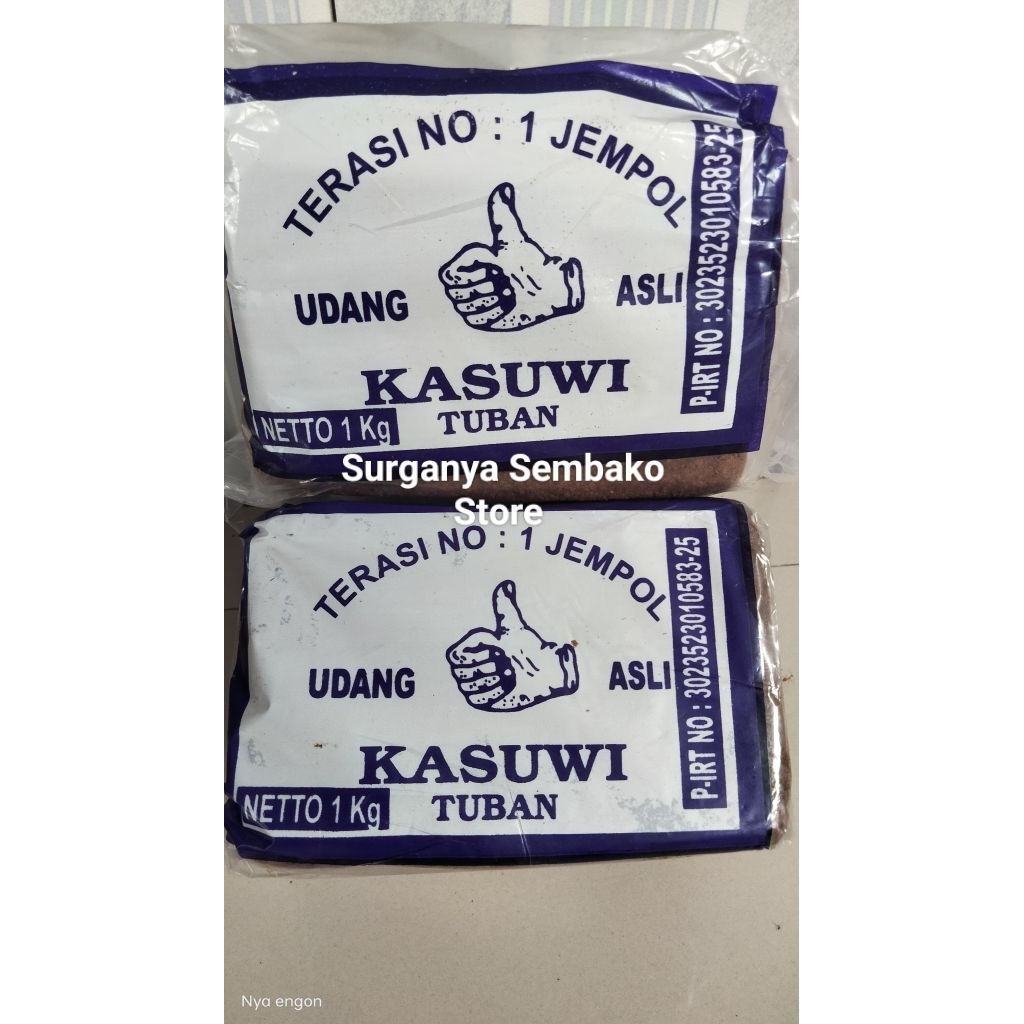 TERASI NO : 1 JEMPOL
UDANG ASLI
KASUWI
TUBAN
NETTO 1 Kg
P-IRT NO : 3023523010583-25
Surganya Sembako
Store
TERASI NO : 1 JEMPOL
UDANG ASLI
KASUWI
TUBAN
NETTO 1 Kg
P-IRT NO : 3023523010583-25
Nya engon